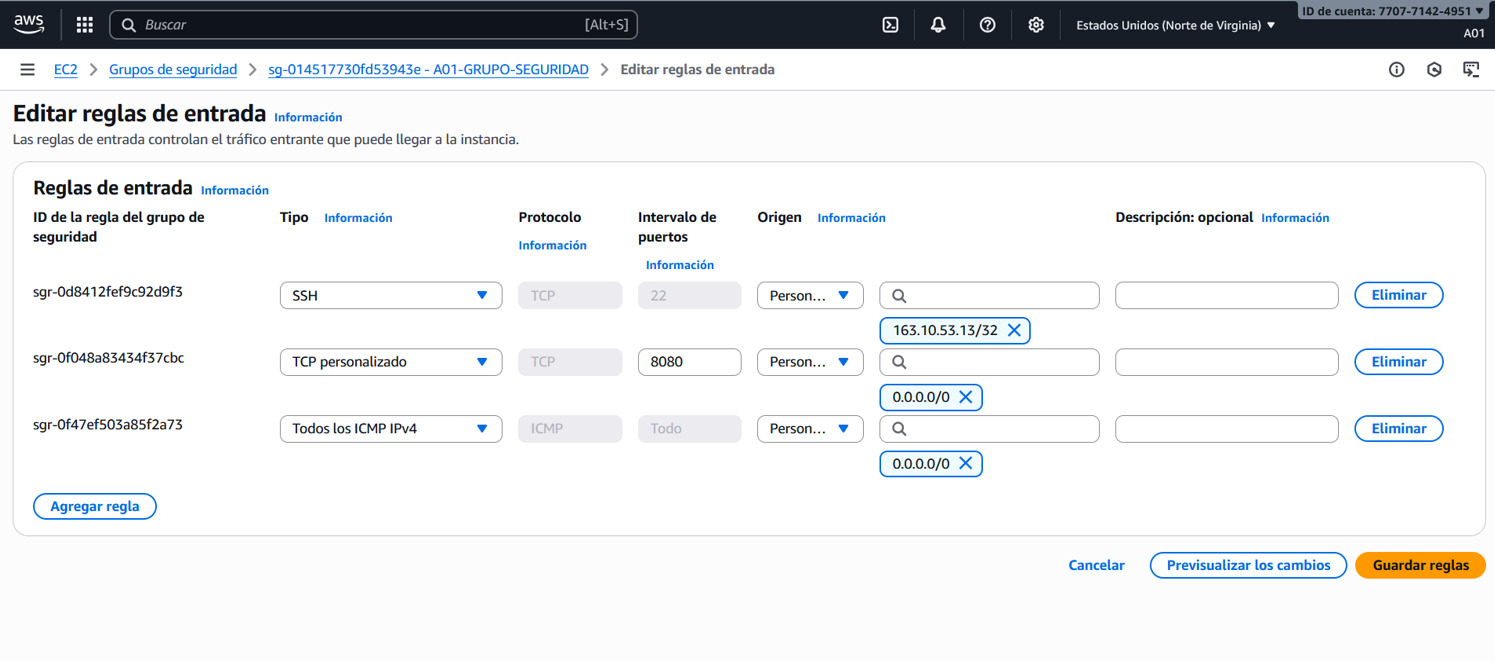 aws
Buscar [Alt+S]
Estados Unidos (Norte de Virginia)
ID de cuenta: 7707-7142-4951
A01
EC2 > Grupos de seguridad > sg-014517730fd53943e - A01-GRUPO-SEGURIDAD > Editar reglas de entrada
Editar reglas de entrada Información
Las reglas de entrada controlan el tráfico entrante que puede llegar a la instancia.
Reglas de entrada Información
ID de la regla del grupo de seguridad
Tipo Información
Protocolo Información
Intervalo de puertos Información
Origen Información
Descripción: opcional Información
sgr-0d8412fef9c92d9f3 SSH TCP 22 Person... Eliminar
163.10.53.13/32
sgr-0f048a83434f37cbc TCP personalizado TCP 8080 Person... Eliminar
0.0.0.0/0
sgr-0f47ef503a85f2a73 Todos los ICMP IPv4 ICMP Todo Person... Eliminar
0.0.0.0/0
Agregar regla
Cancelar Previsualizar los cambios Guardar reglas